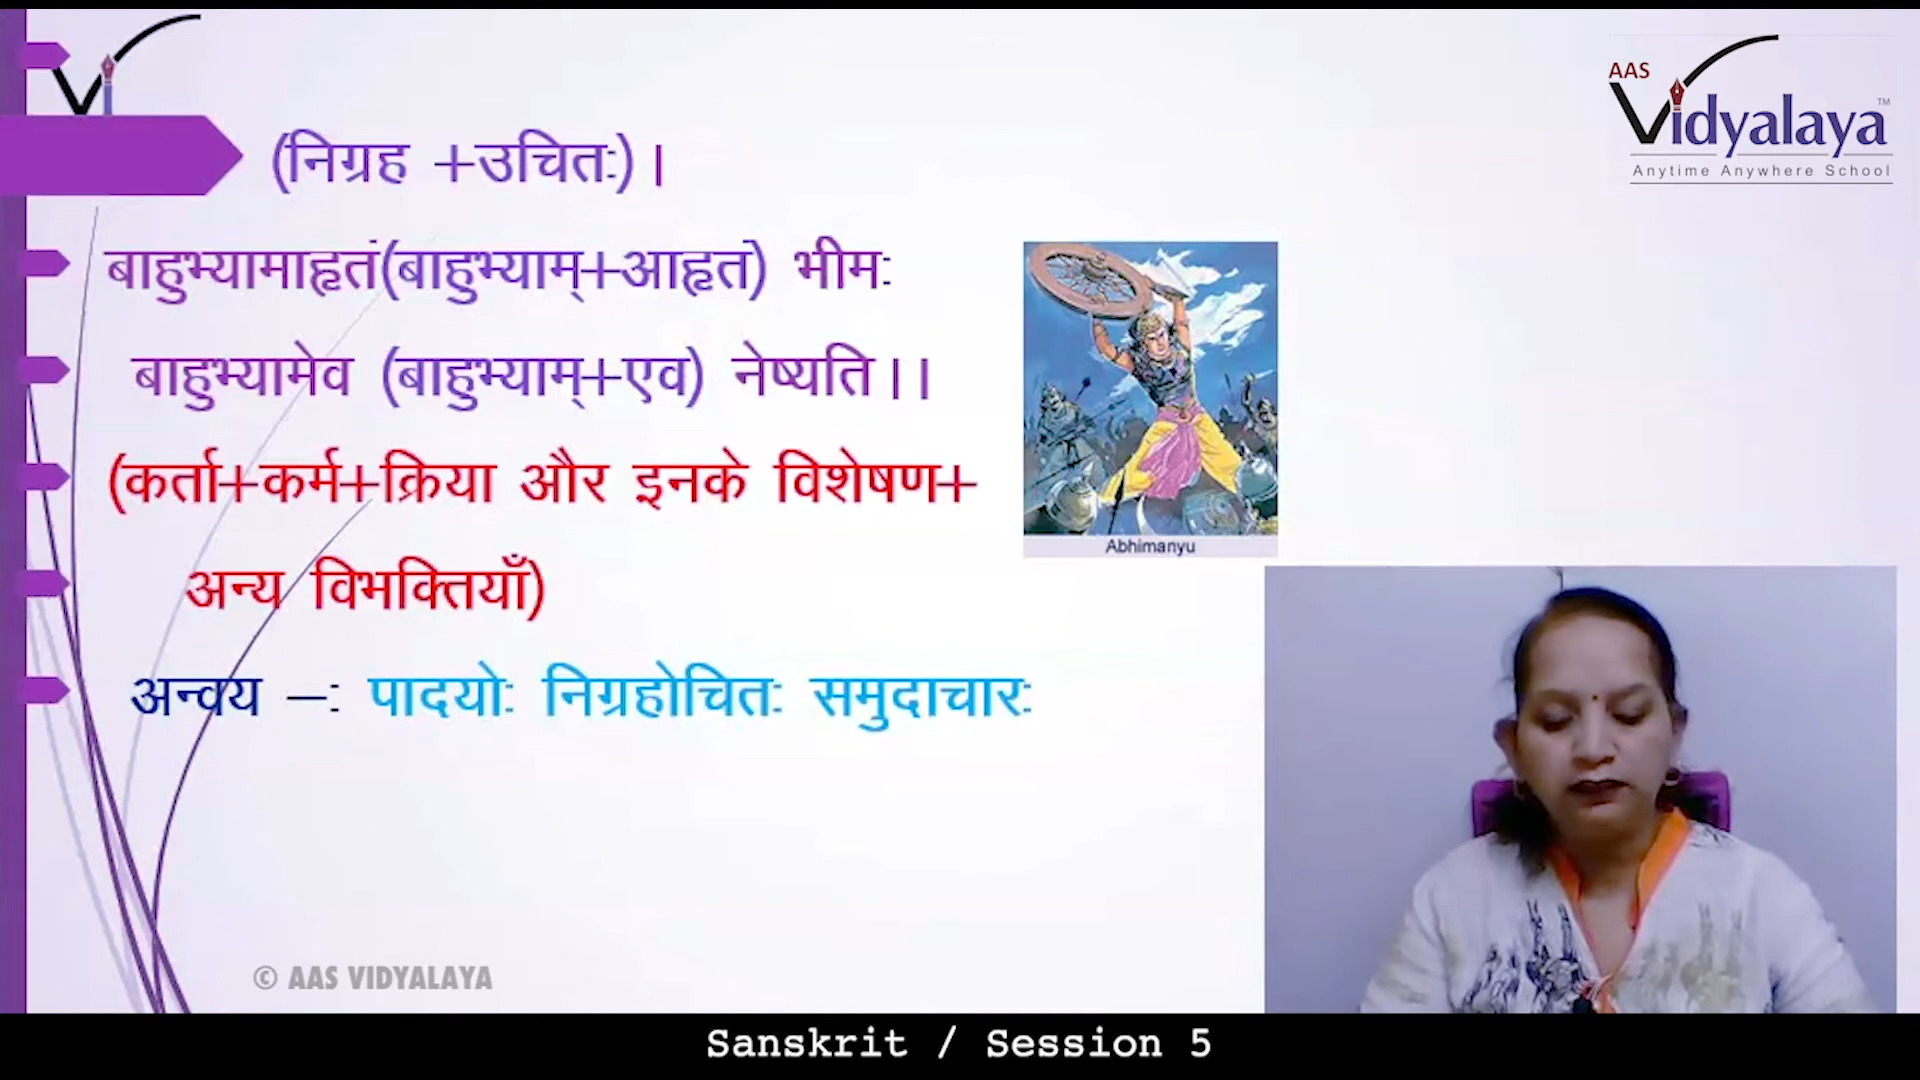 AAS
Vidyalaya™
Anytime Anywhere School
(निग्रह +उचितः)।
बाहुभ्यामाहृतं(बाहुभ्याम्+आहृत) भीमः
बाहुभ्यामेव (बाहुभ्याम्+एव) नेष्यति।।
(कर्ता+कर्म+क्रिया और इनके विशेषण+
अन्य विभक्तियाँ)
अन्वय –: पादयोः निग्रहोचितः समुदाचारः
Abhimanyu
© AAS VIDYALAYA
Sanskrit / Session 5